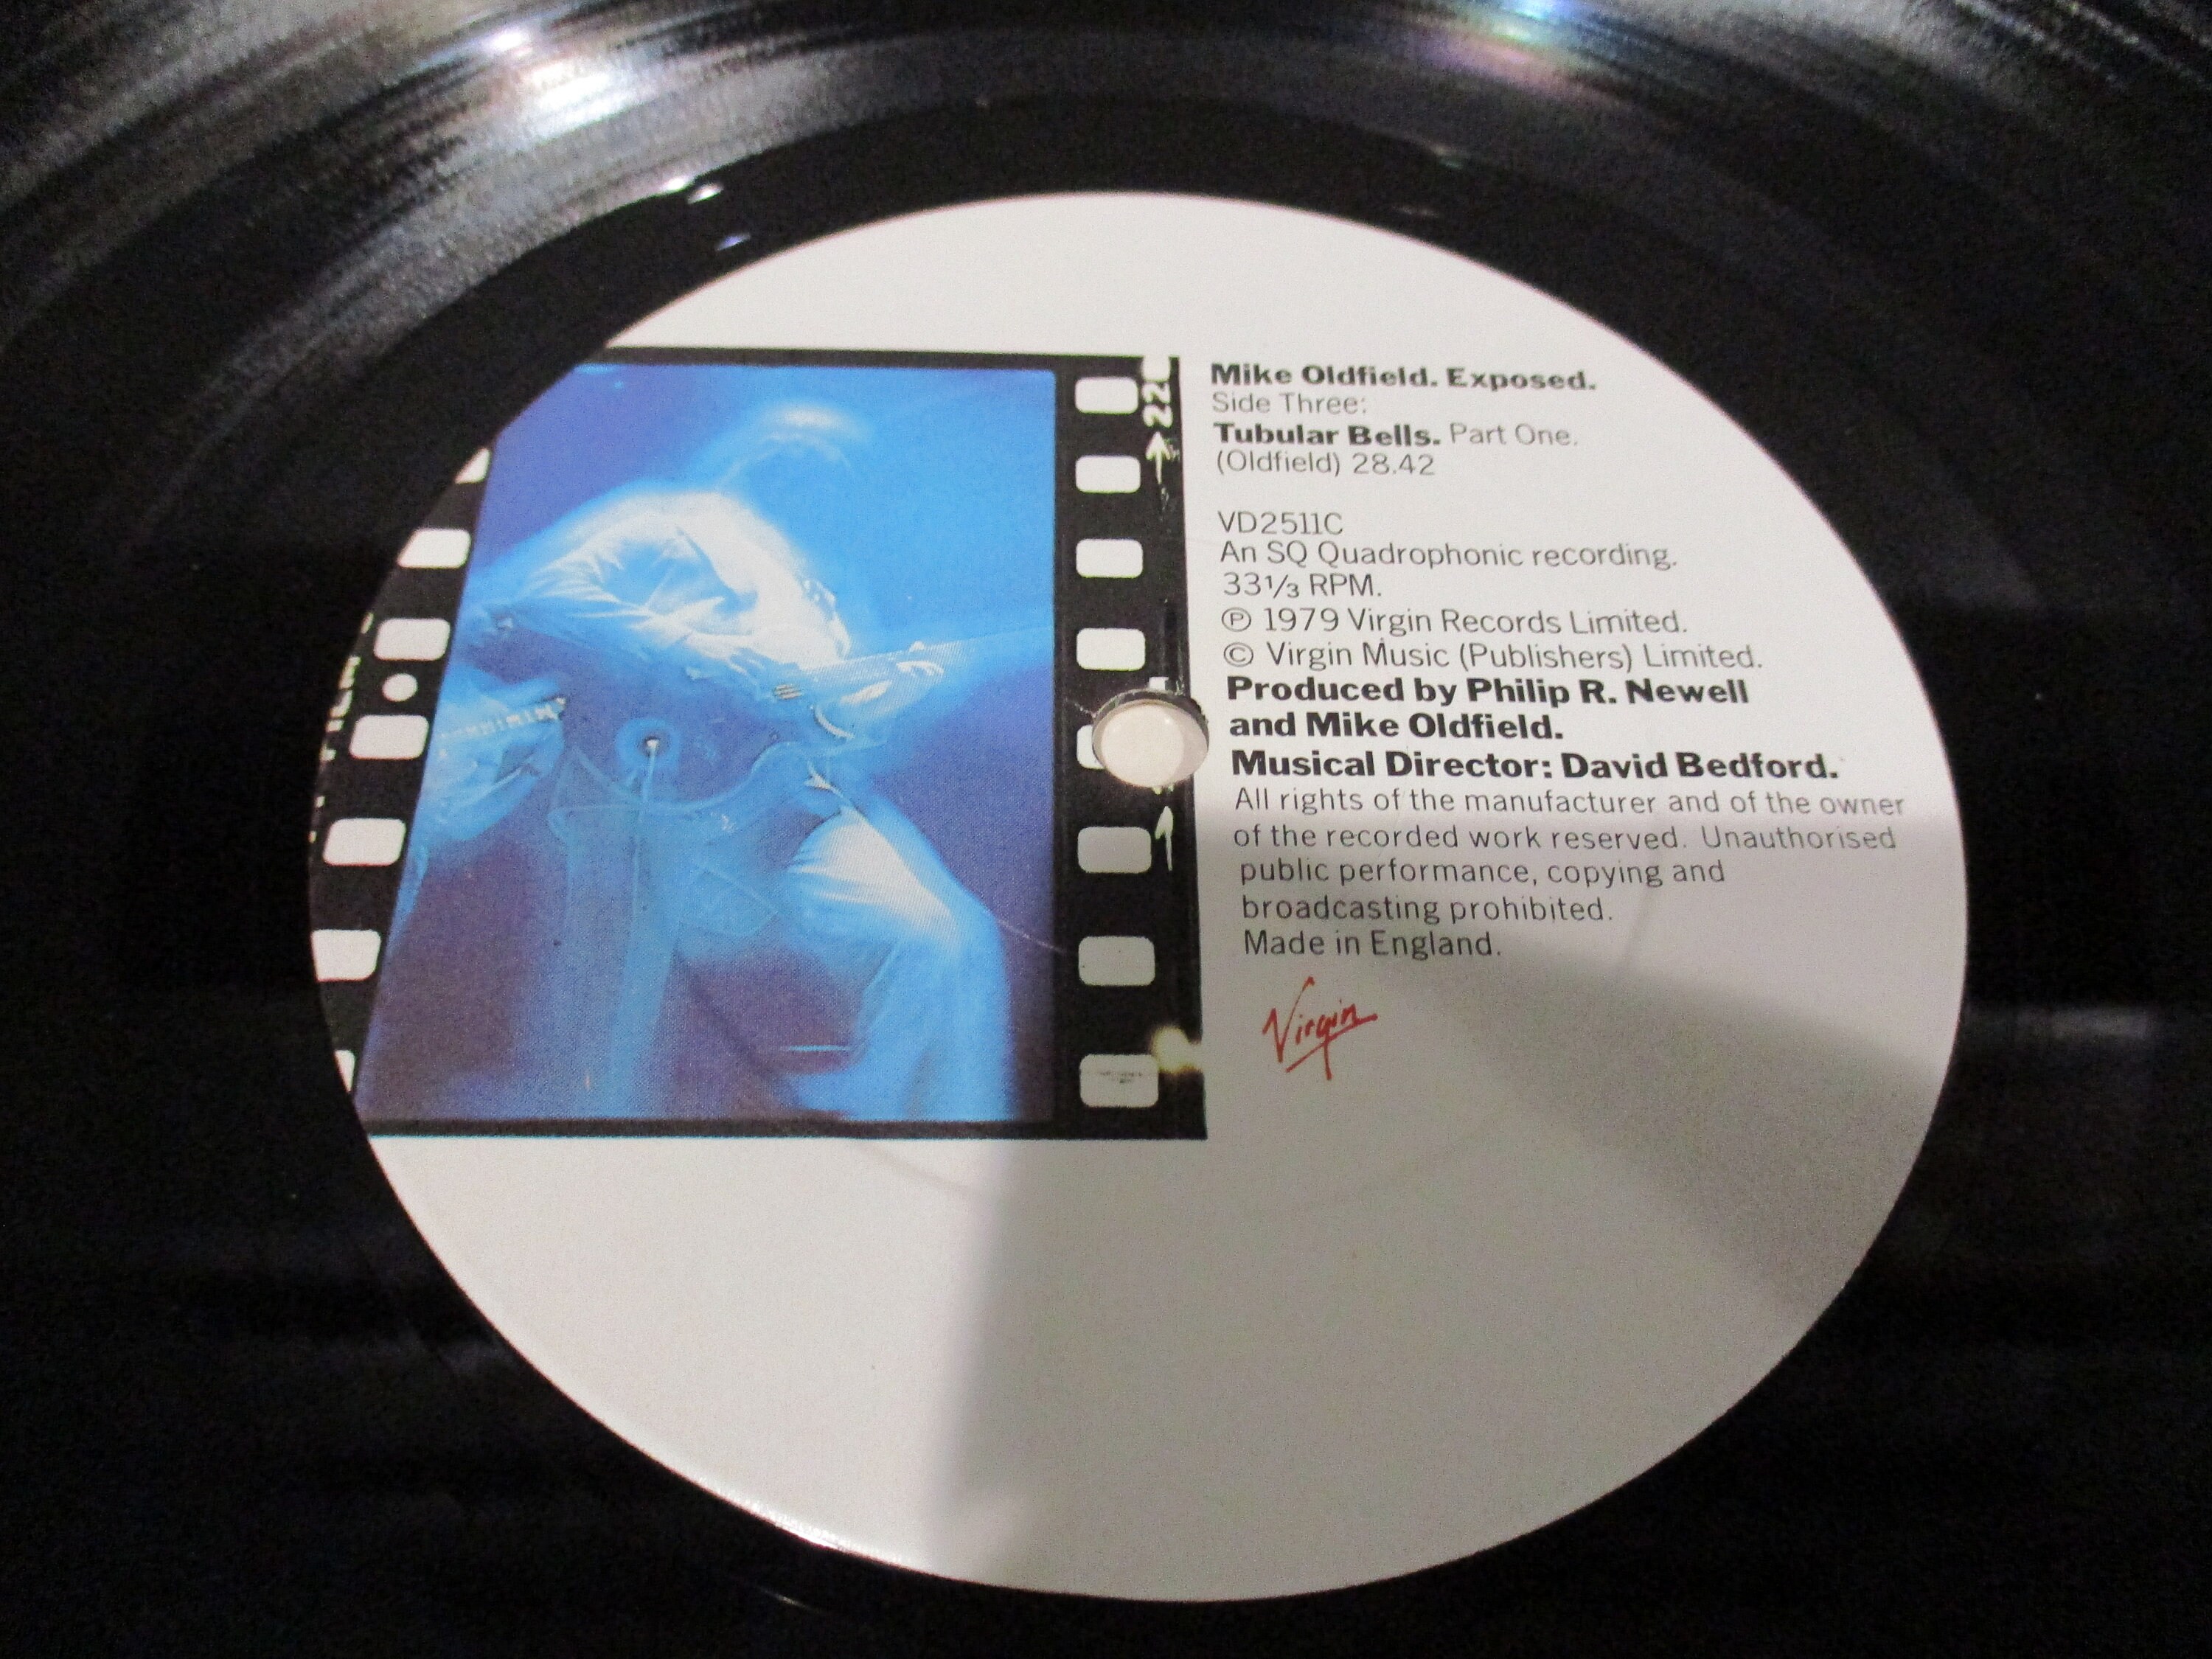 Mike Oldfield. Exposed.
Side Three:
Tubular Bells. Part One.
(Oldfield) 28.42
VD2511C
An SQ Quadrophonic recording.
33⅓ RPM.
℗ 1979 Virgin Records Limited.
© Virgin Music (Publishers) Limited.
Produced by Philip R. Newell
and Mike Oldfield.
Musical Director: David Bedford.
All rights of the manufacturer and of the owner
of the recorded work reserved. Unauthorised
public performance, copying and
broadcasting prohibited.
Made in England.
Virgin